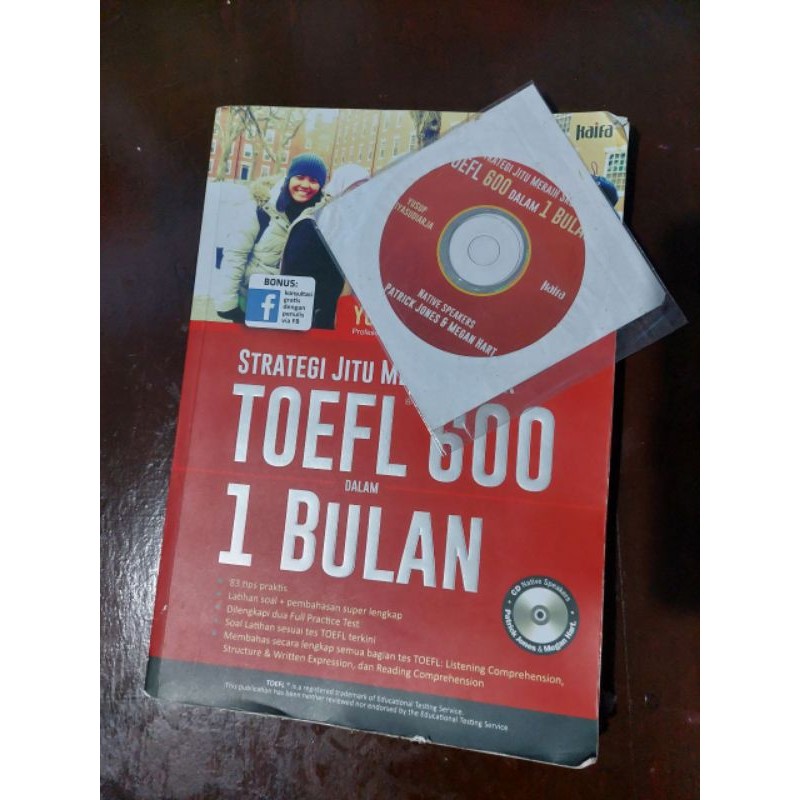 Kaifa
STRATEGI JITU MERAIH
TOEFL 600 DALAM 1 BULAN
YUSUP
Kaifa
NATIVE SPEAKERS
PATRICK JONES & MEGAN HART
BONUS:
konsultasi
gratis
dengan
penulis
via FB
f
STRATEGI JITU
TOEFL 600
DALAM
1 BULAN
• 83 tips praktis
• Latihan soal + pembahasan super lengkap
• Dilengkapi dua Full Practice Test
• Soal Latihan sesuai tes TOEFL terkini
• Membahas secara lengkap semua bagian tes TOEFL: Listening Comprehension,
Structure & Written Expression, dan Reading Comprehension
• CD Native Speakers •
Patrick Jones & Megan Hart
TOEFL ® is a registered trademark of Educational Testing Service.
This publication has been neither reviewed nor endorsed by the Educational Testing Service